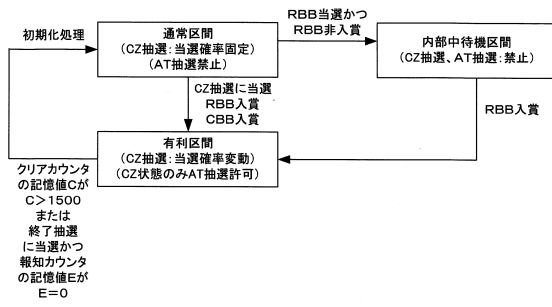 初期化処理
通常区間
(CZ抽選:当選確率固定)
(AT抽選禁止)
RBB当選かつ
RBB非入賞
内部中待機区間
(CZ抽選、AT抽選:禁止)
CZ抽選に当選
RBB入賞
CBB入賞
RBB入賞
有利区間
(CZ抽選:当選確率変動)
(CZ状態のみAT抽選許可)
クリアカウンタ
の記憶値Cが
C>1500
または
終了抽選
に当選かつ
報知カウンタ
の記憶値Eが
E=0